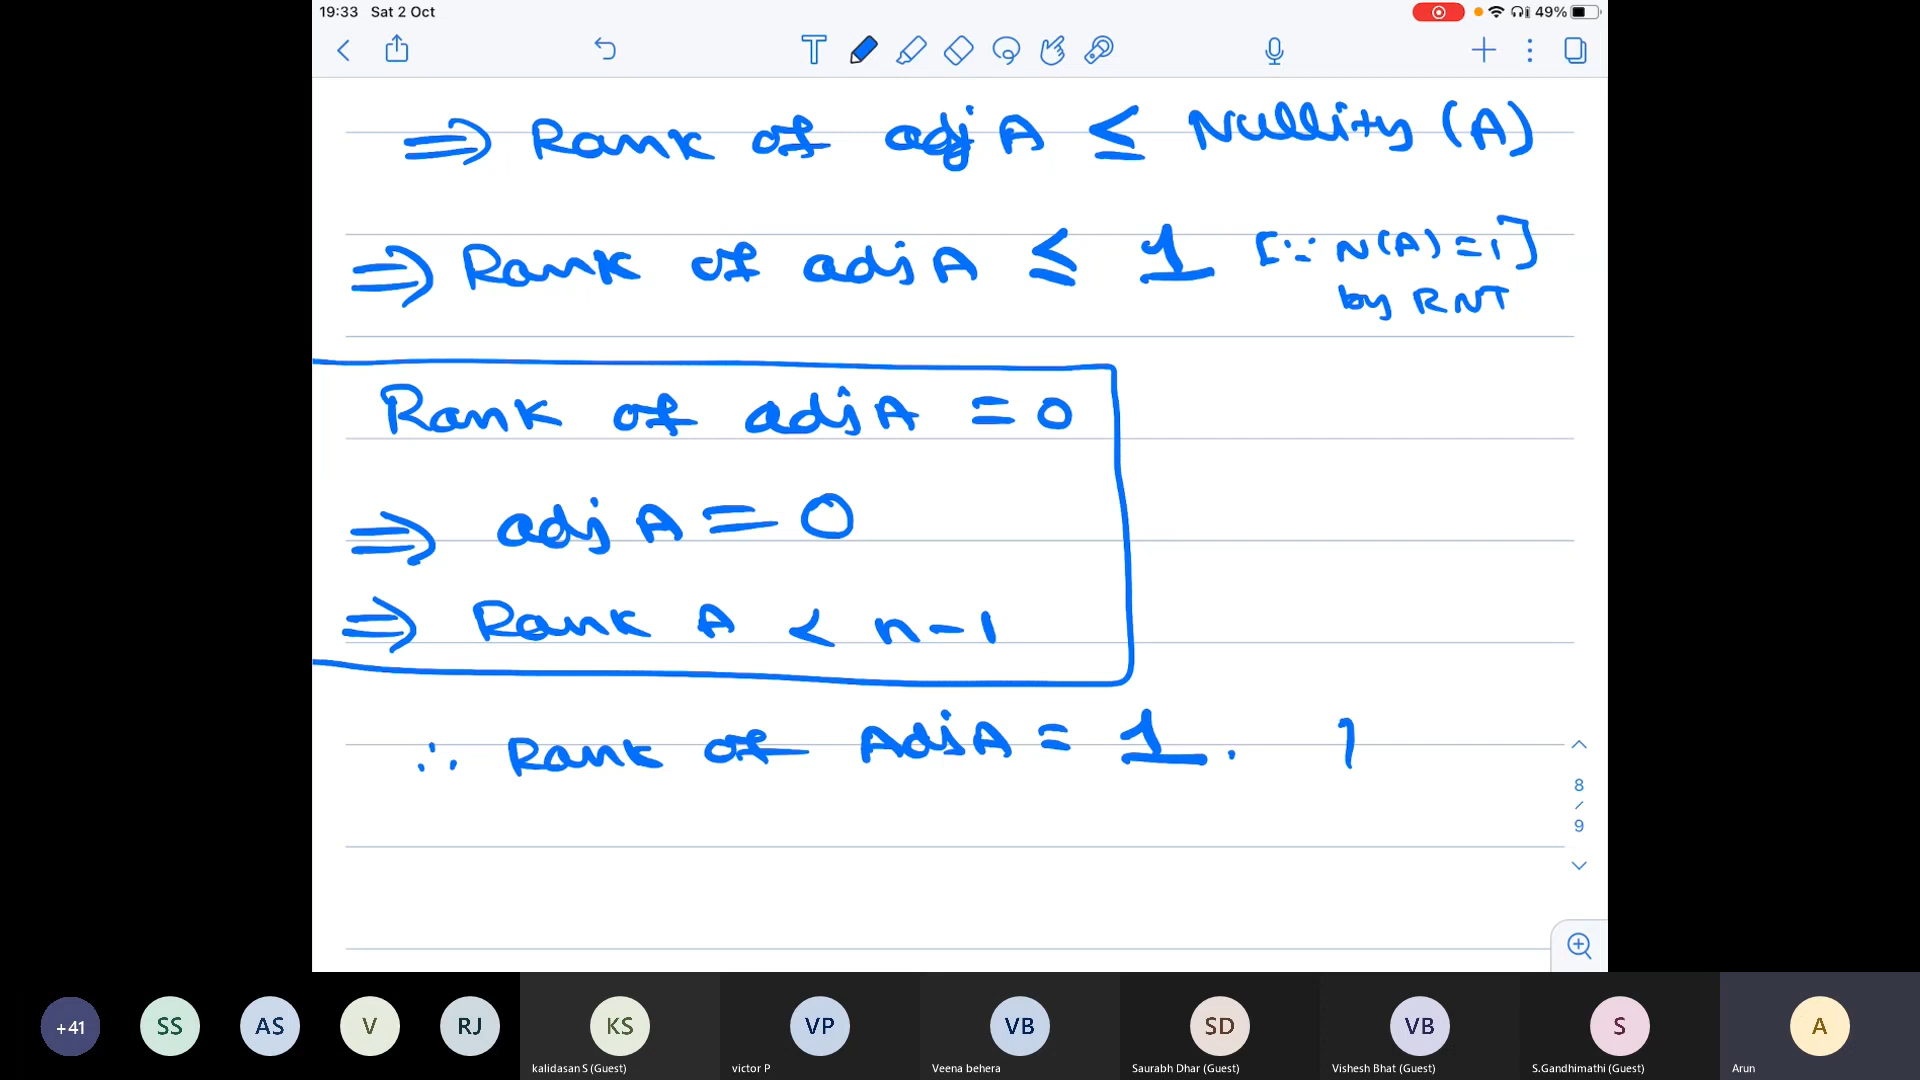 19:33 Sat 2 Oct
49%
⇒ Rank of adj A ≤ Nullity (A)
⇒ Rank of adj A ≤ 1 [∵ N(A) = 1]
by RNT
Rank of adj A = 0
⇒ adj A = 0
⇒ Rank A < n-1
∴ Rank of Adj A = 1.
8
/
9
+41 SS AS V RJ KS VP VB SD VB S A
kalidasan S (Guest) victor P Veena behera Saurabh Dhar (Guest) Vishesh Bhat (Guest) S.Gandhimathi (Guest) Arun